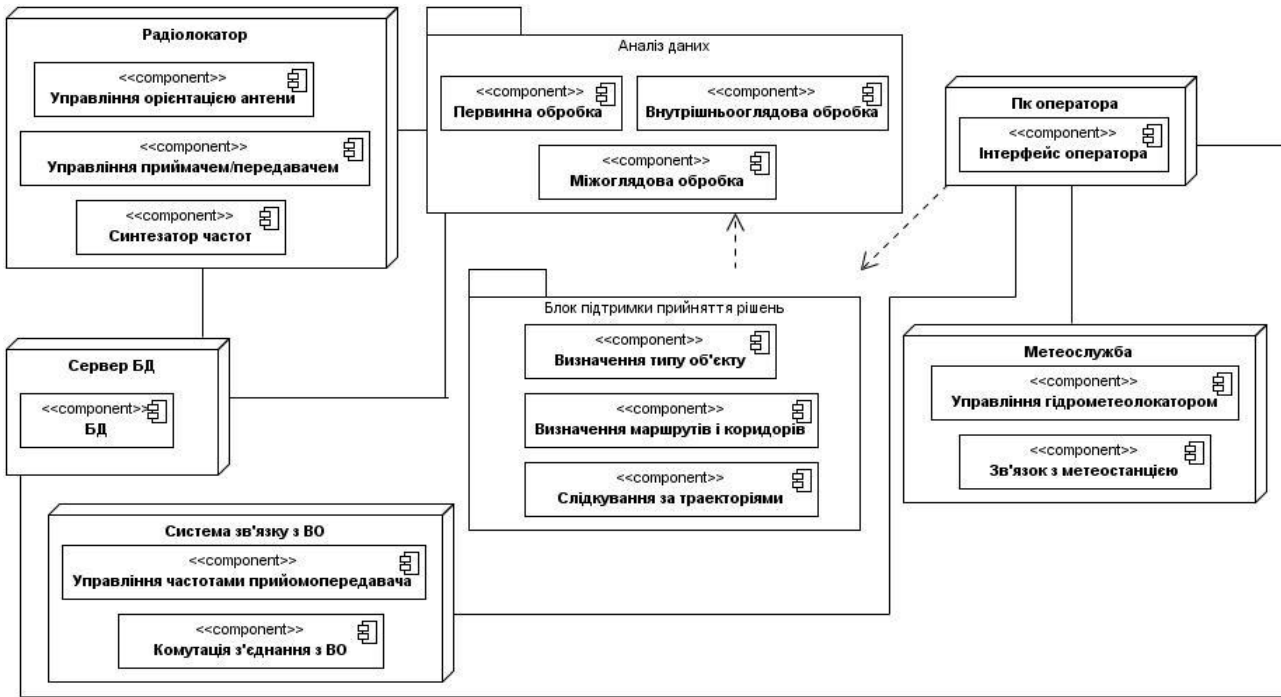 Радіолокатор
<<component>>
Управління орієнтацією антени
<<component>>
Управління приймачем/передавачем
<<component>>
Синтезатор частот
Аналіз даних
<<component>>
Первинна обробка
<<component>>
Внутрішньооглядова обробка
<<component>>
Міжоглядова обробка
Пк оператора
<<component>>
Інтерфейс оператора
Сервер БД
<<component>>
БД
Блок підтримки прийняття рішень
<<component>>
Визначення типу об'єкту
<<component>>
Визначення маршрутів і коридорів
<<component>>
Слідкування за траекторіями
Метеослужба
<<component>>
Управління гідрометеолокатором
<<component>>
Зв'язок з метеостанцією
Система зв'язку з ВО
<<component>>
Управління частотами прийомопередавача
<<component>>
Комутація з'єднання з ВО